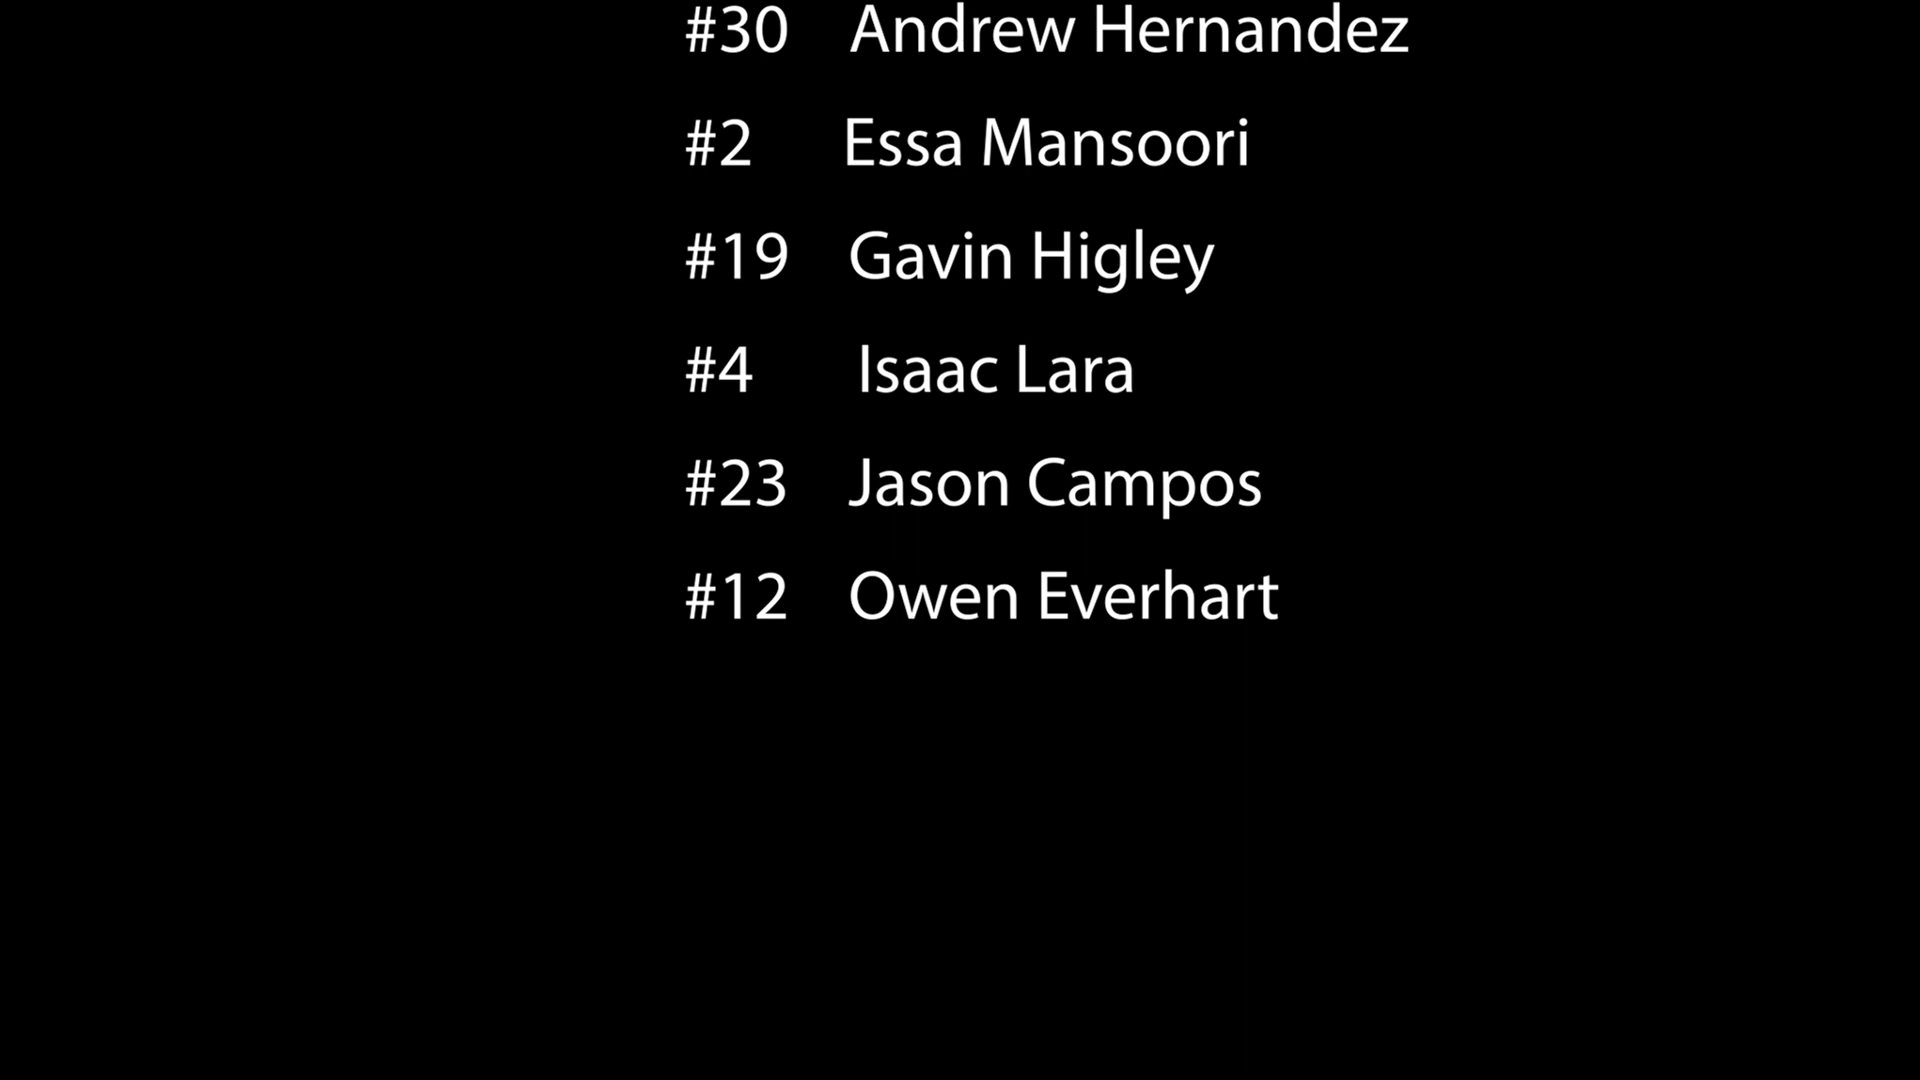 #30 Andrew Hernandez
#2 Essa Mansoori
#19 Gavin Higley
#4 Isaac Lara
#23 Jason Campos
#12 Owen Everhart